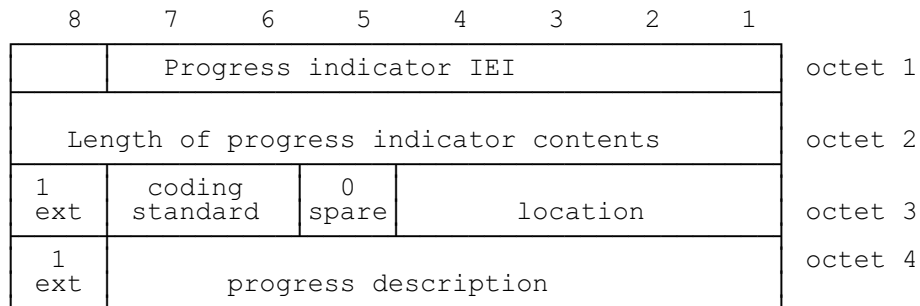 8 7 6 5 4 3 2 1
Progress indicator IEI octet 1
Length of progress indicator contents octet 2
1 coding 0
ext standard spare location octet 3
1 octet 4
ext progress description